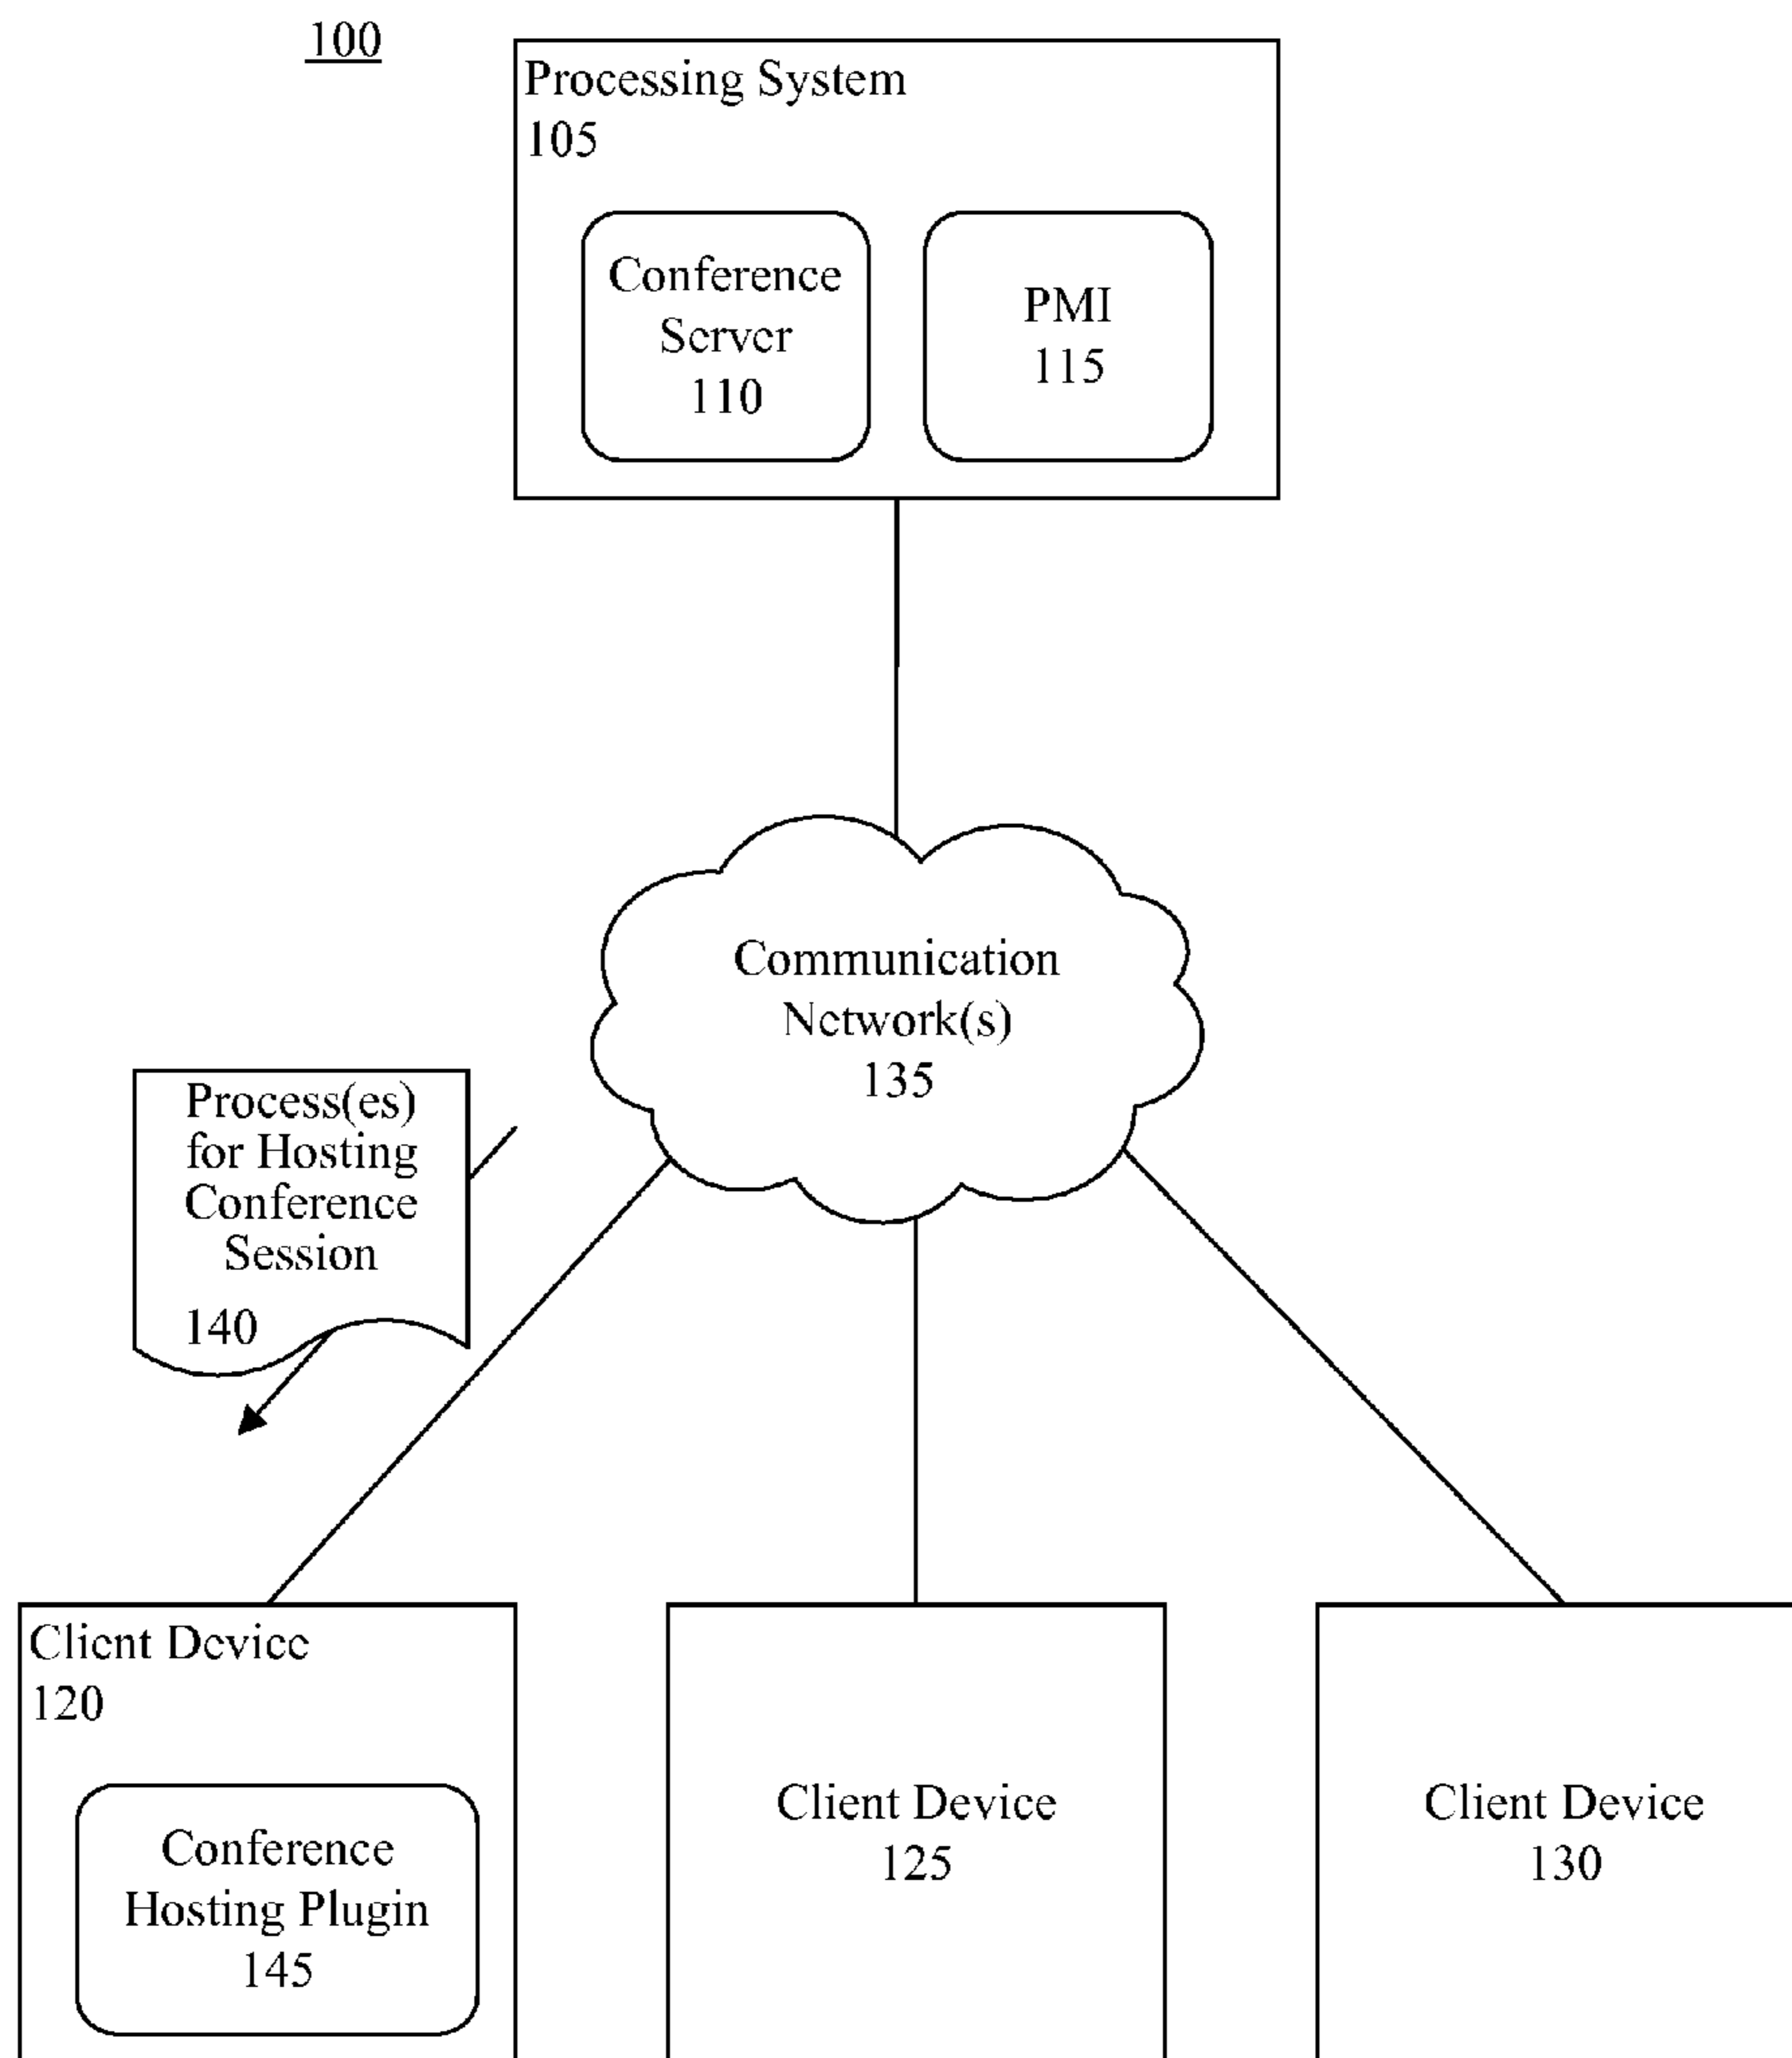 100
Processing System
105
Conference
Server
110
PMI
115
Communication
Network(s)
135
Process(es)
for Hosting
Conference
Session
140
Client Device
120
Conference
Hosting Plugin
145
Client Device
125
Client Device
130